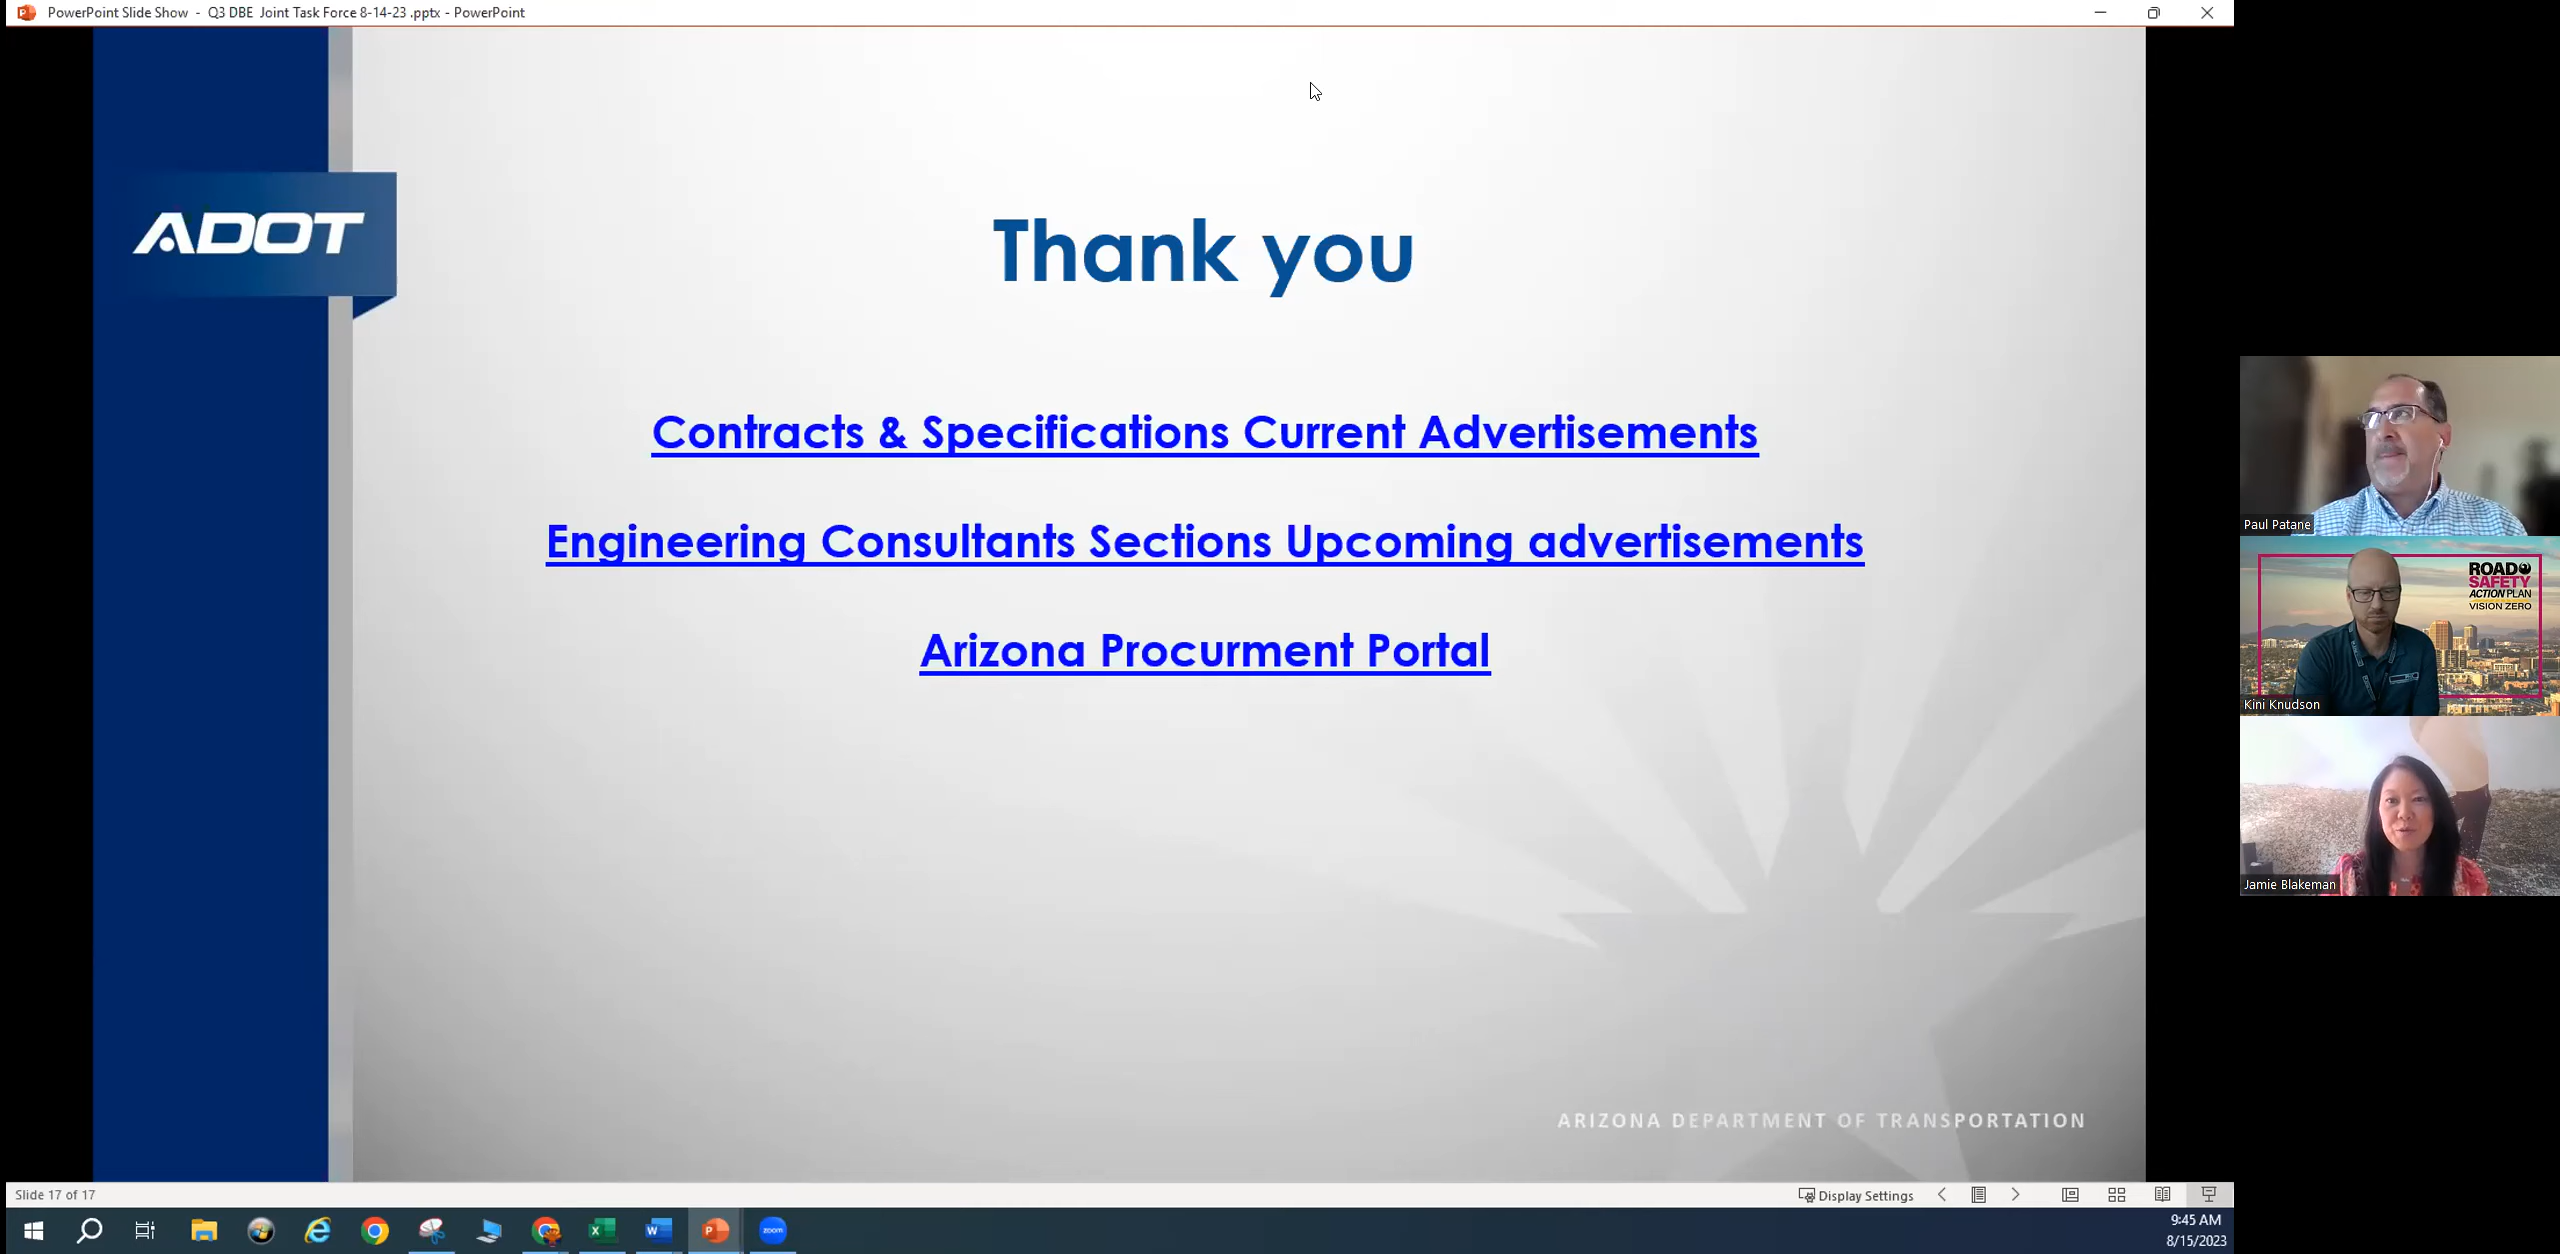 PowerPoint Slide Show - Q3 DBE Joint Task Force 8-14-23 .pptx - PowerPoint
ADOT
Thank you
Contracts & Specifications Current Advertisements
Engineering Consultants Sections Upcoming advertisements
Arizona Procurment Portal
ARIZONA DEPARTMENT OF TRANSPORTATION
Paul Patane
ROAD
SAFETY
ACTION PLAN
VISION ZERO
Kini Knudson
Jamie Blakeman
Slide 17 of 17
Display Settings
zoom
9:45 AM
8/15/2023